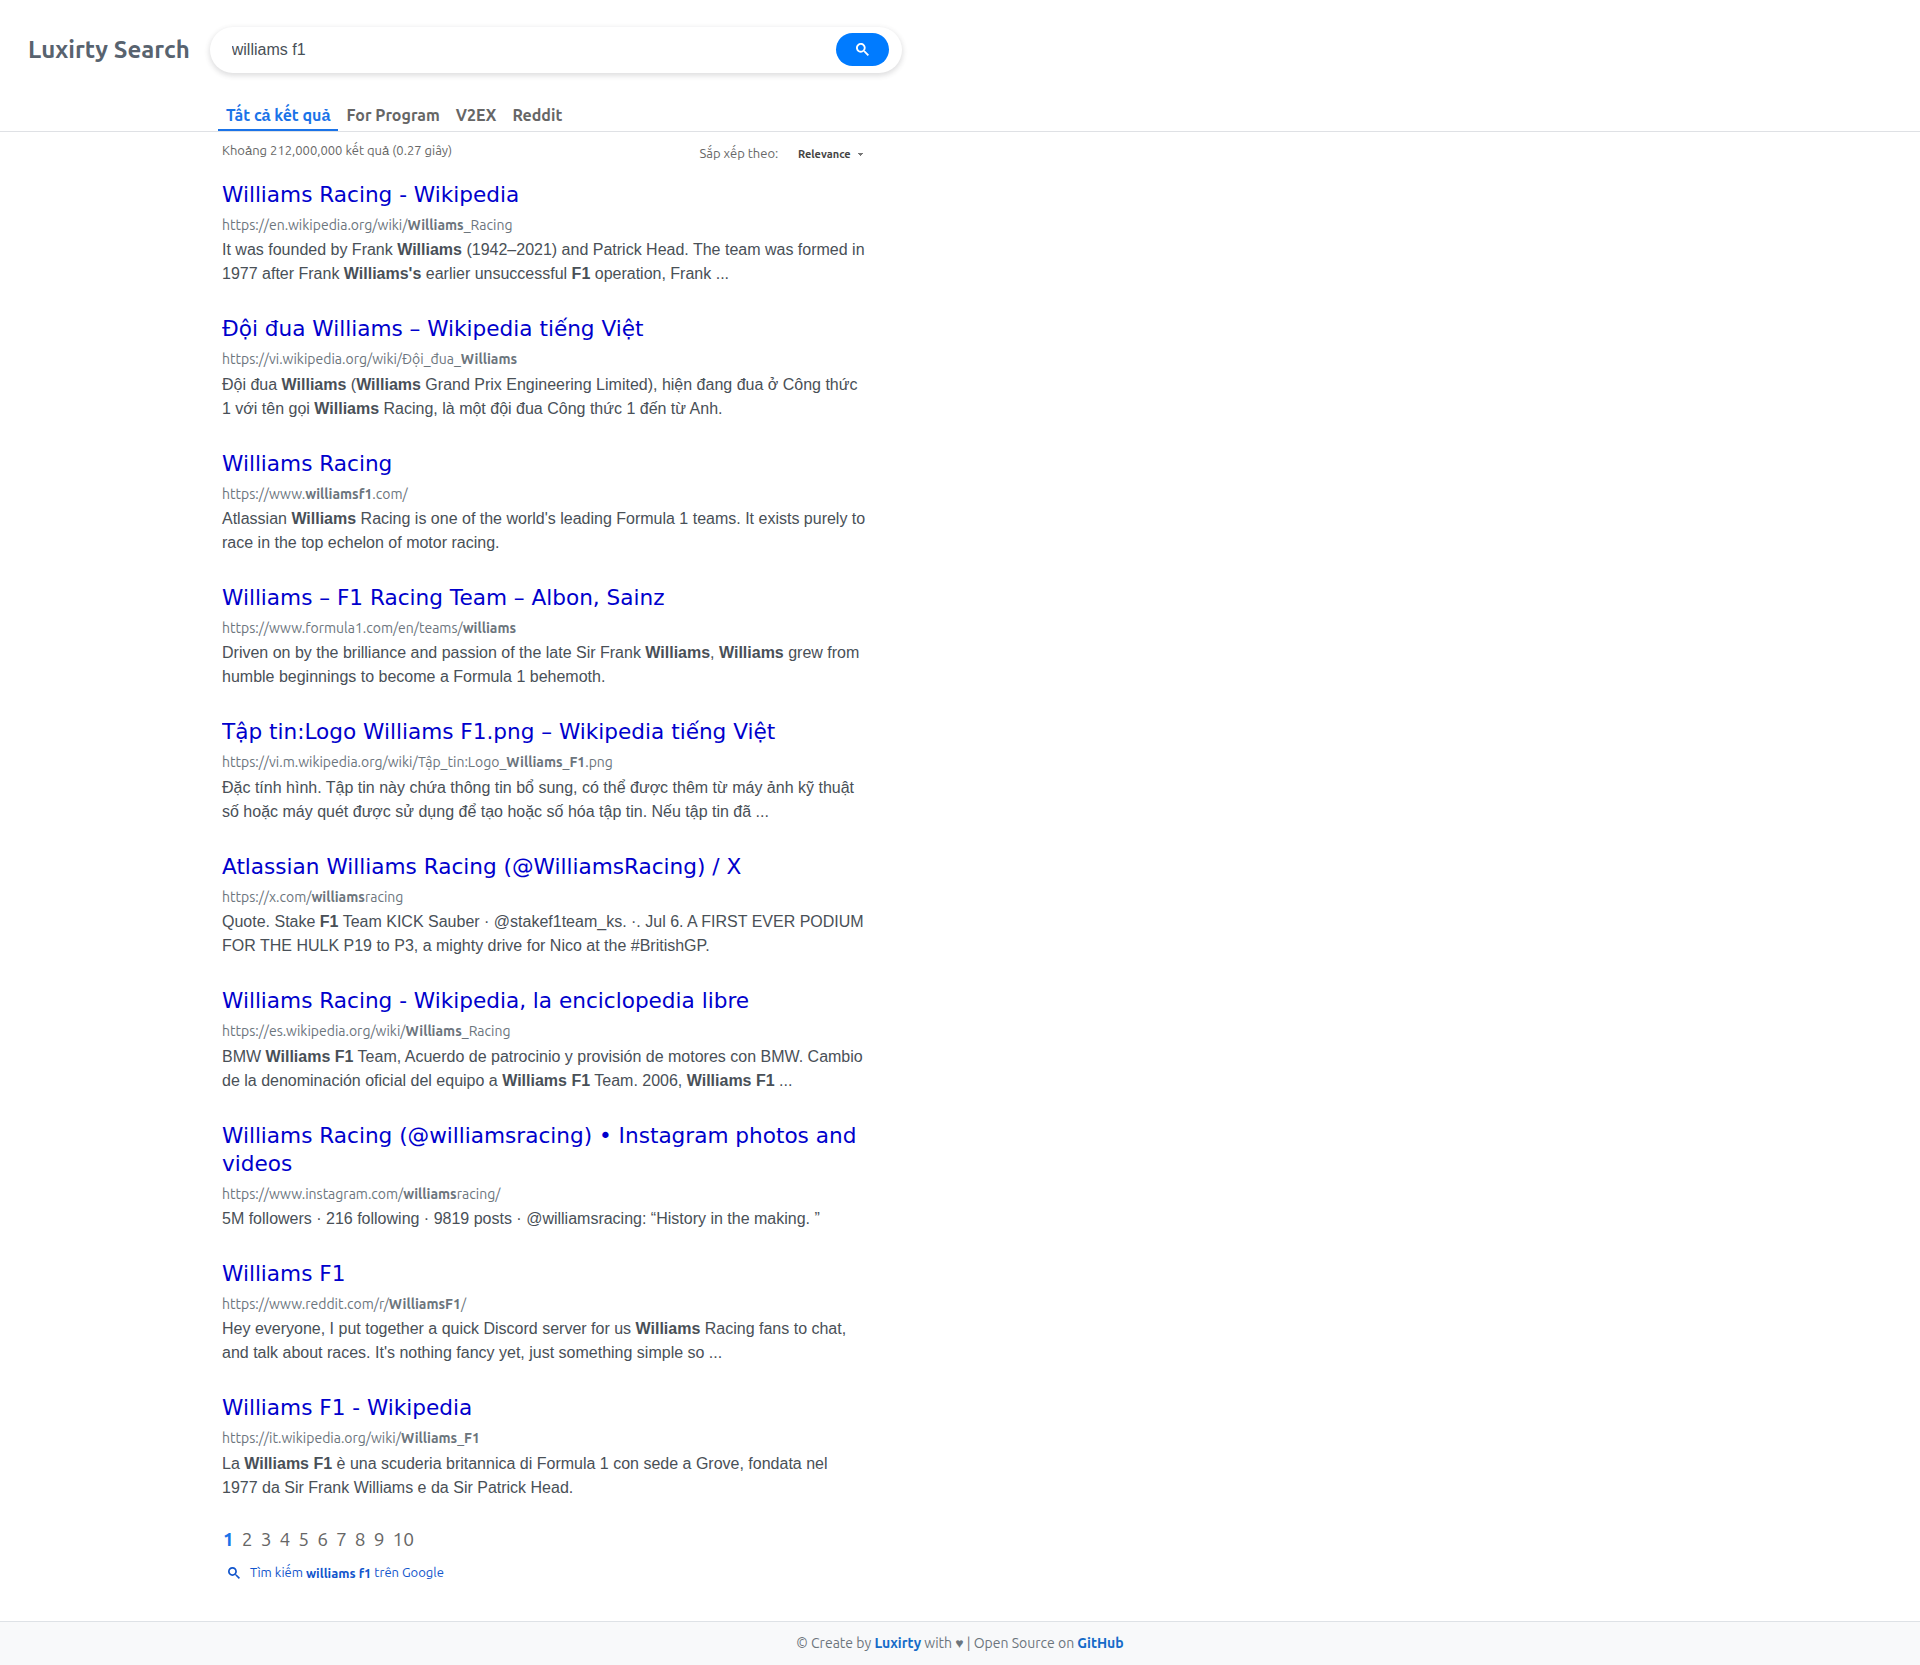 Luxirty Search
williams f1
Tất cả kết quả For Program V2EX Reddit
Khoảng 212,000,000 kết quả (0.27 giây)
Sắp xếp theo: Relevance
Williams Racing - Wikipedia
https://en.wikipedia.org/wiki/Williams_Racing
It was founded by Frank Williams (1942–2021) and Patrick Head. The team was formed in
1977 after Frank Williams's earlier unsuccessful F1 operation, Frank ...
Đội đua Williams – Wikipedia tiếng Việt
https://vi.wikipedia.org/wiki/Đội_đua_Williams
Đội đua Williams (Williams Grand Prix Engineering Limited), hiện đang đua ở Công thức
1 với tên gọi Williams Racing, là một đội đua Công thức 1 đến từ Anh.
Williams Racing
https://www.williamsf1.com/
Atlassian Williams Racing is one of the world's leading Formula 1 teams. It exists purely to
race in the top echelon of motor racing.
Williams – F1 Racing Team – Albon, Sainz
https://www.formula1.com/en/teams/williams
Driven on by the brilliance and passion of the late Sir Frank Williams, Williams grew from
humble beginnings to become a Formula 1 behemoth.
Tập tin:Logo Williams F1.png – Wikipedia tiếng Việt
https://vi.m.wikipedia.org/wiki/Tập_tin:Logo_Williams_F1.png
Đặc tính hình. Tập tin này chứa thông tin bổ sung, có thể được thêm từ máy ảnh kỹ thuật
số hoặc máy quét được sử dụng để tạo hoặc số hóa tập tin. Nếu tập tin đã ...
Atlassian Williams Racing (@WilliamsRacing) / X
https://x.com/williamsracing
Quote. Stake F1 Team KICK Sauber · @stakef1team_ks. ·. Jul 6. A FIRST EVER PODIUM
FOR THE HULK P19 to P3, a mighty drive for Nico at the #BritishGP.
Williams Racing - Wikipedia, la enciclopedia libre
https://es.wikipedia.org/wiki/Williams_Racing
BMW Williams F1 Team, Acuerdo de patrocinio y provisión de motores con BMW. Cambio
de la denominación oficial del equipo a Williams F1 Team. 2006, Williams F1 ...
Williams Racing (@williamsracing) • Instagram photos and
videos
https://www.instagram.com/williamsracing/
5M followers · 216 following · 9819 posts · @williamsracing: “History in the making. ”
Williams F1
https://www.reddit.com/r/WilliamsF1/
Hey everyone, I put together a quick Discord server for us Williams Racing fans to chat,
and talk about races. It's nothing fancy yet, just something simple so ...
Williams F1 - Wikipedia
https://it.wikipedia.org/wiki/Williams_F1
La Williams F1 è una scuderia britannica di Formula 1 con sede a Grove, fondata nel
1977 da Sir Frank Williams e da Sir Patrick Head.
1 2 3 4 5 6 7 8 9 10
Tìm kiếm williams f1 trên Google
© Create by Luxirty with ♥ | Open Source on GitHub